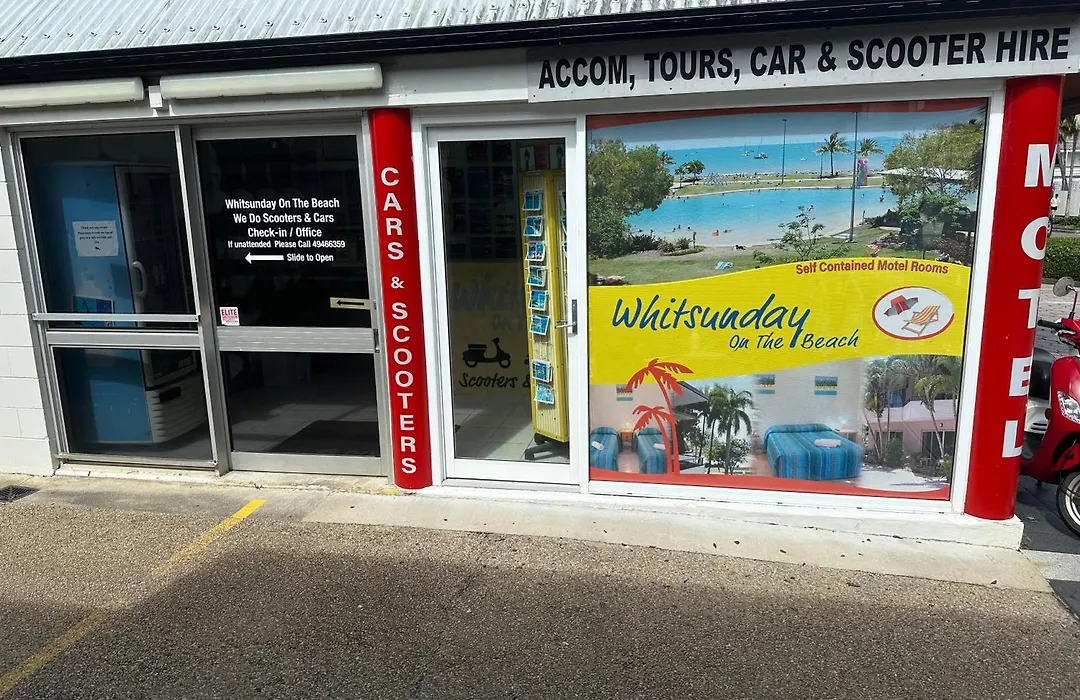 ACCOM, TOURS, CAR & SCOOTER HIRE
Whitsunday On The Beach
We Do Scooters & Cars
Check-in / Office
If unattended Please Call 49466359
Slide to Open
ELITE
CARS & SCOOTERS
Scooters &
Self Contained Motel Rooms
Whitsunday
On The Beach
MOTEL